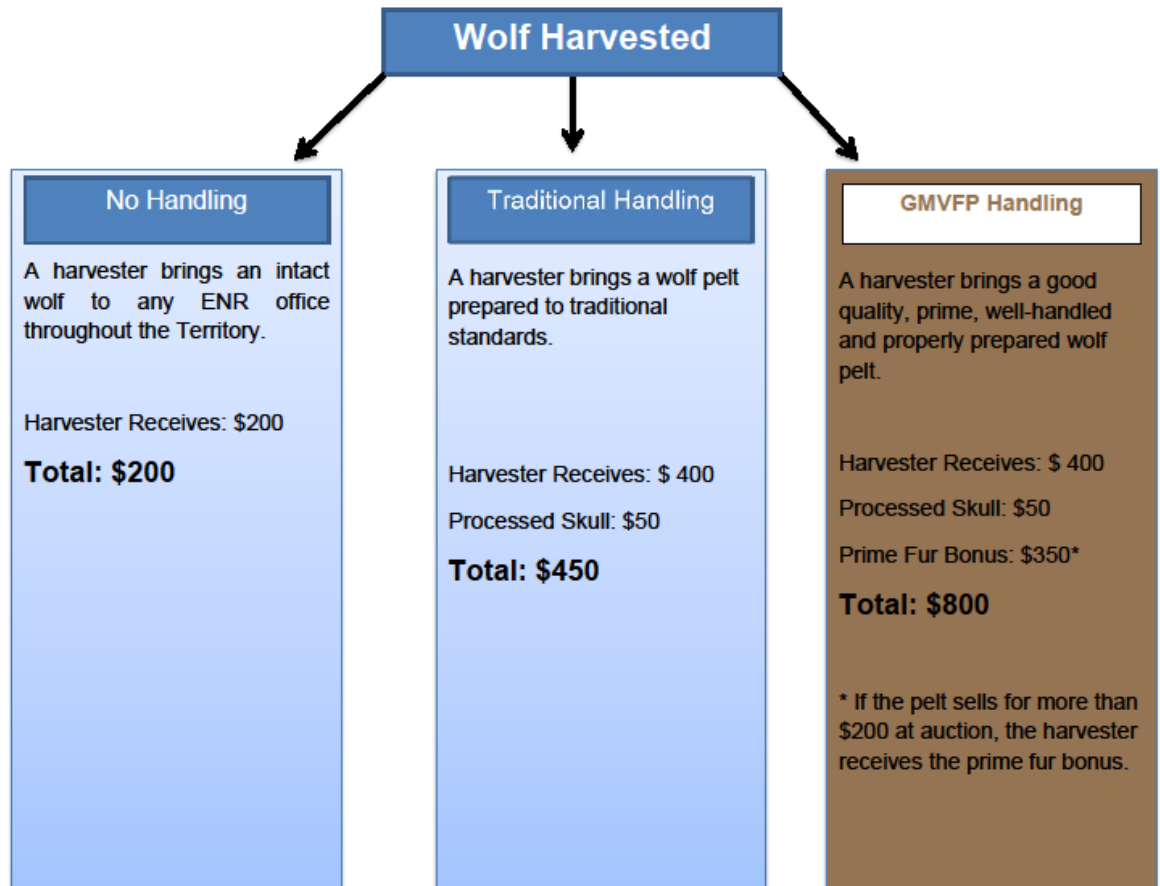 Wolf Harvested
No Handling
A harvester brings an intact
wolf to any ENR office
throughout the Territory.
Harvester Receives: $200
Total: $200
Traditional Handling
A harvester brings a wolf pelt
prepared to traditional
standards.
Harvester Receives: $ 400
Processed Skull: $50
Total: $450
GMVFP Handling
A harvester brings a good
quality, prime, well-handled
and properly prepared wolf
pelt.
Harvester Receives: $ 400
Processed Skull: $50
Prime Fur Bonus: $350*
Total: $800
* If the pelt sells for more than
$200 at auction, the harvester
receives the prime fur bonus.